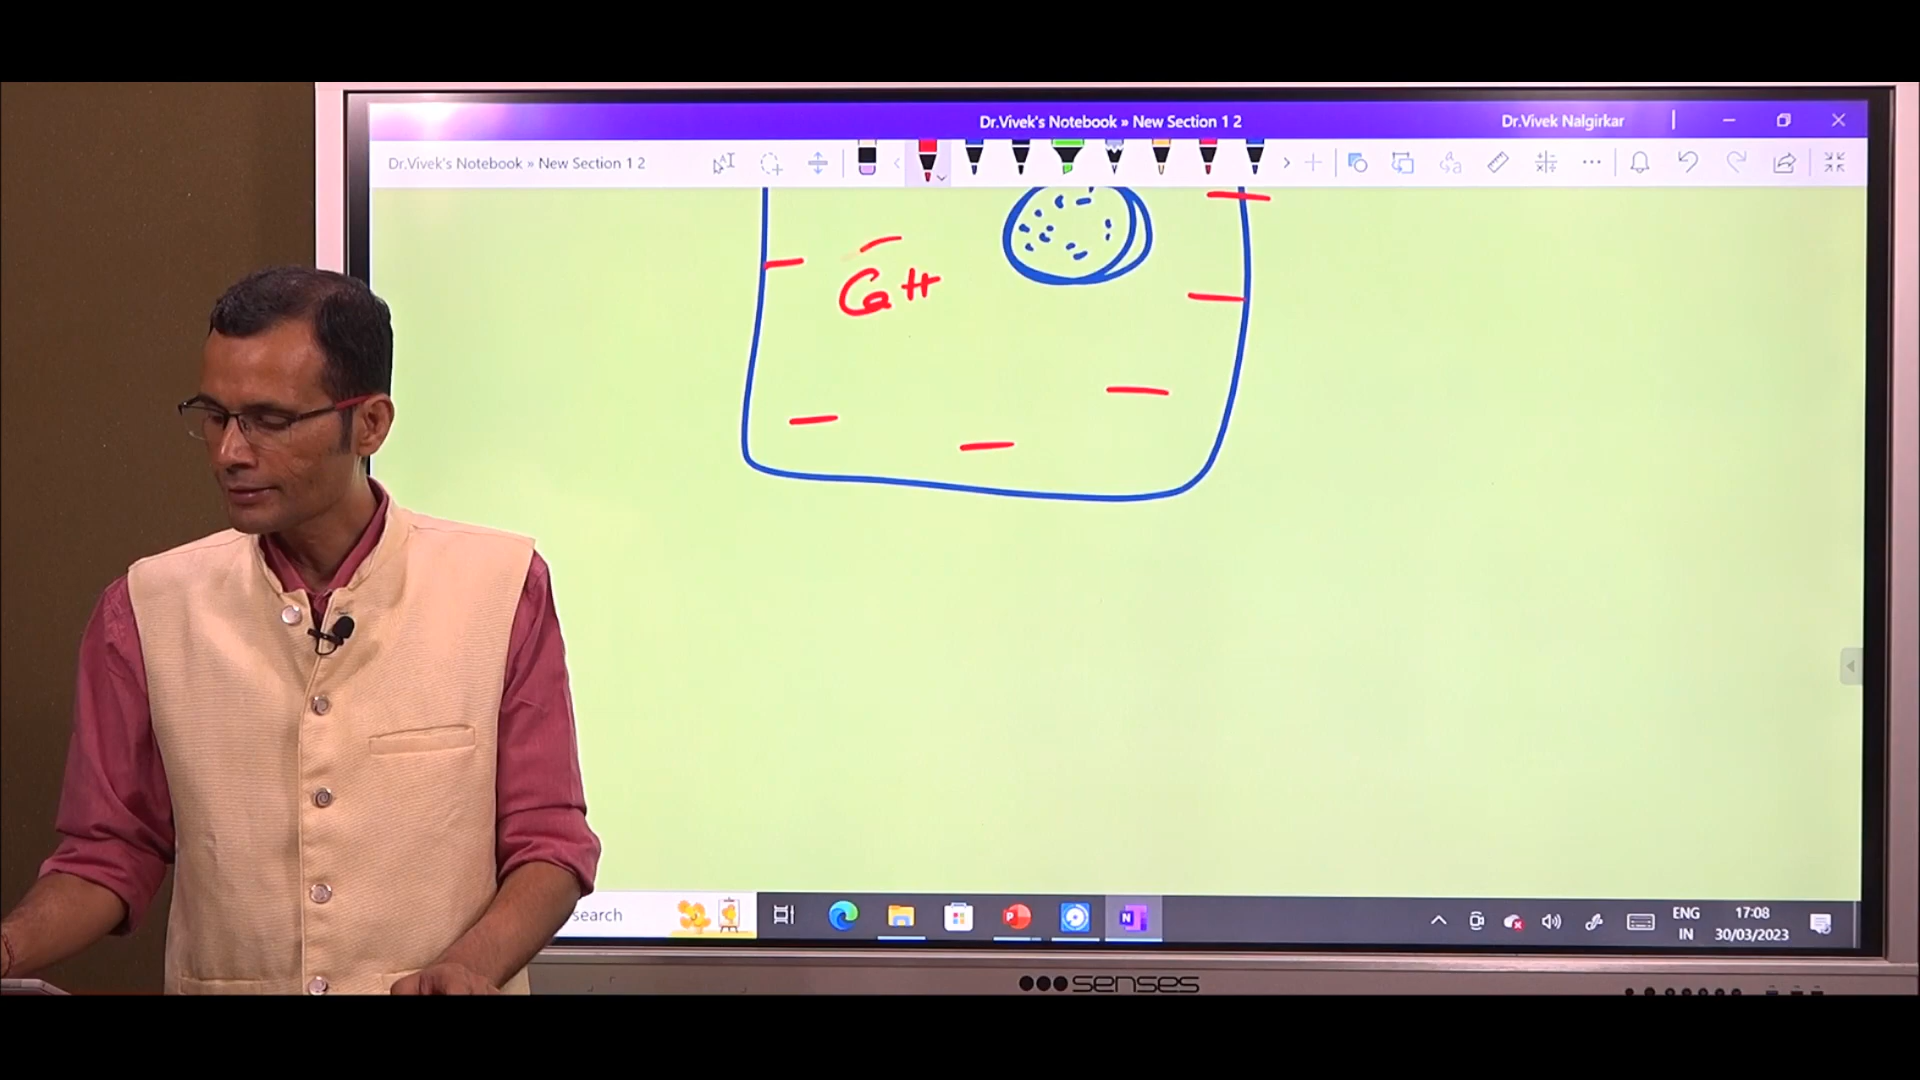 Dr.Vivek's Notebook » New Section 1 2
Dr.Vivek Nalgirkar
Dr.Vivek's Notebook » New Section 1 2
Ca++
search
ENG
IN
17:08
30/03/2023
senses